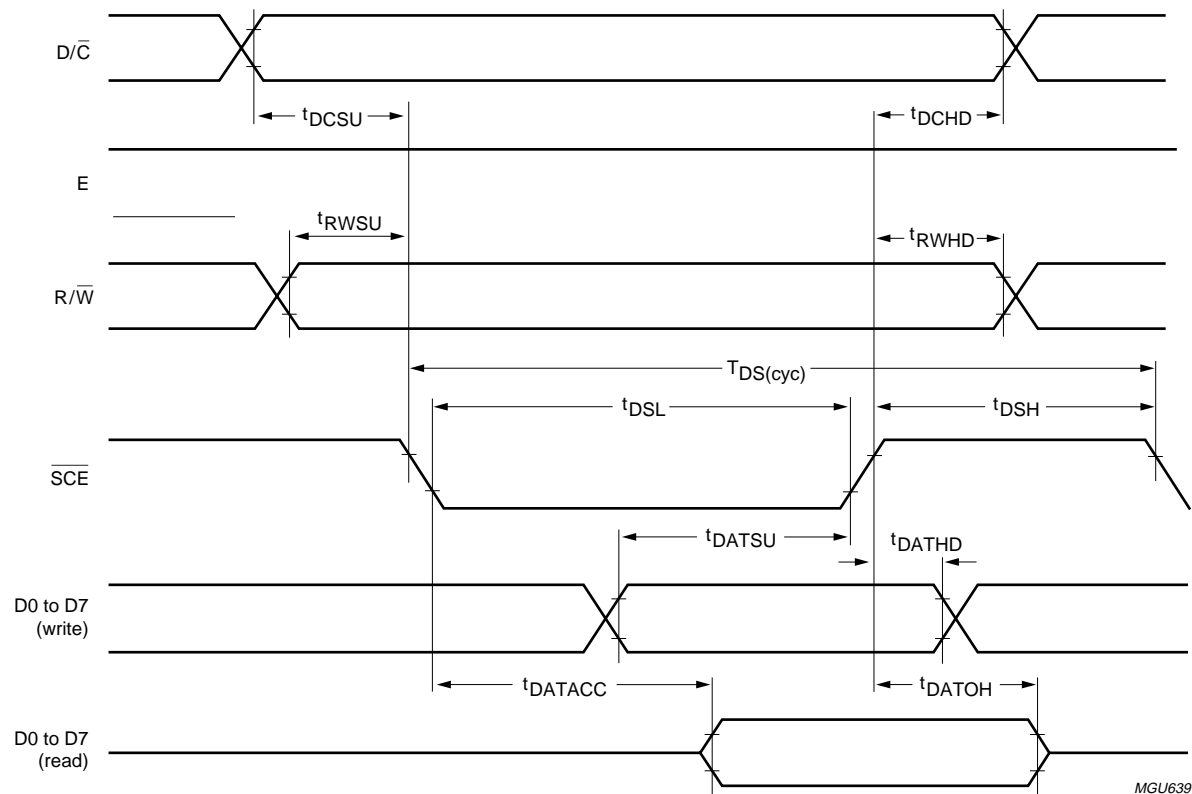 D/C̅
tDCSU
tDCHD
E
tRWSU
tRWHD
R/W̅
TDS(cyc)
tDSL
tDSH
S̅C̅E̅
tDATSU
tDATHD
D0 to D7
(write)
tDATACC
tDATOH
D0 to D7
(read)
MGU639